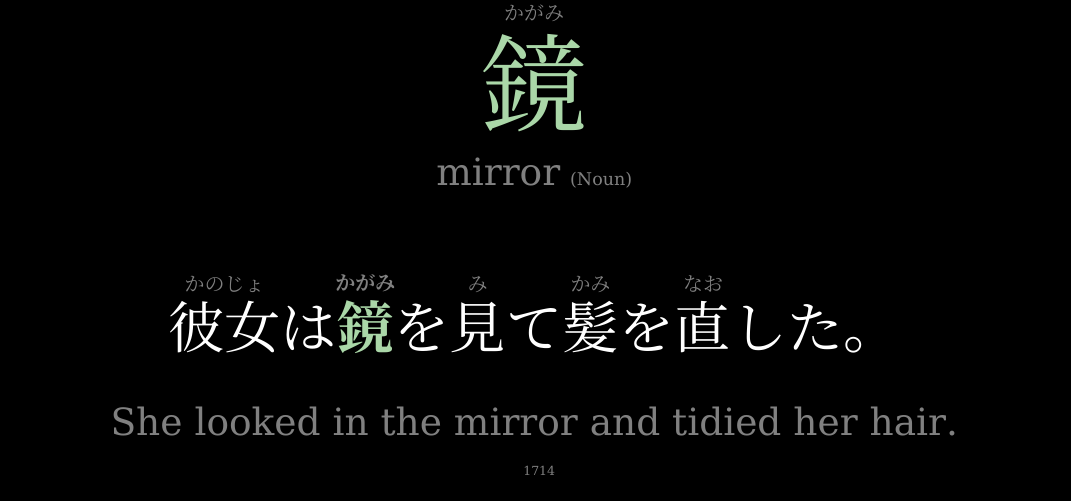 かがみ
鏡
mirror (Noun)
かのじょ かがみ み かみ なお
彼女は鏡を見て髪を直した。
She looked in the mirror and tidied her hair.
1714